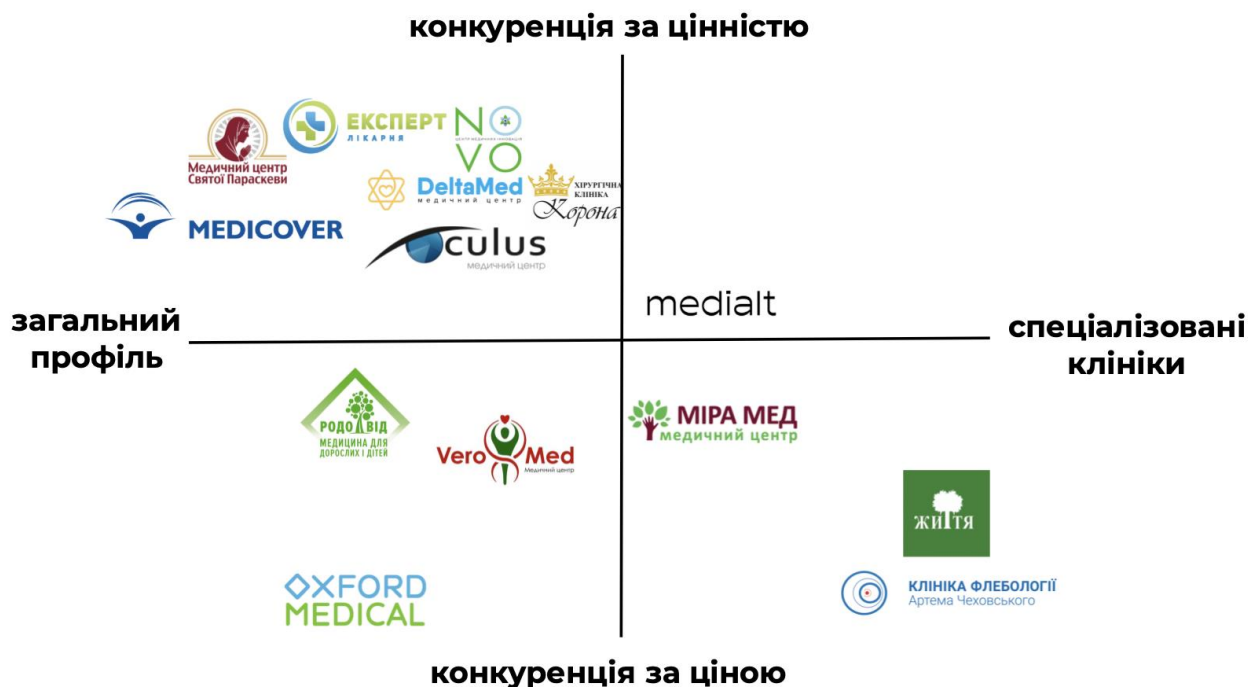 конкуренція за цінністю
ЕКСПЕРТ
ЛІКАРНЯ
NOVO
Медичний центр
Святої Параскеви
DeltaMed
медичний центр
ХІРУРГІЧНА
КЛІНІКА
Корона
MEDICOVER
oculus
медичний центр
medialt
загальний
профіль
спеціалізовані
клініки
РОДОВІД
МЕДИЦИНА ДЛЯ
ДОРОСЛИХ І ДІТЕЙ
VeroMed
Медичний центр
МІРА МЕД
медичний центр
ЖИТТЯ
OXFORD
MEDICAL
КЛІНІКА ФЛЕБОЛОГІЇ
Артема Чеховського
конкуренція за ціною